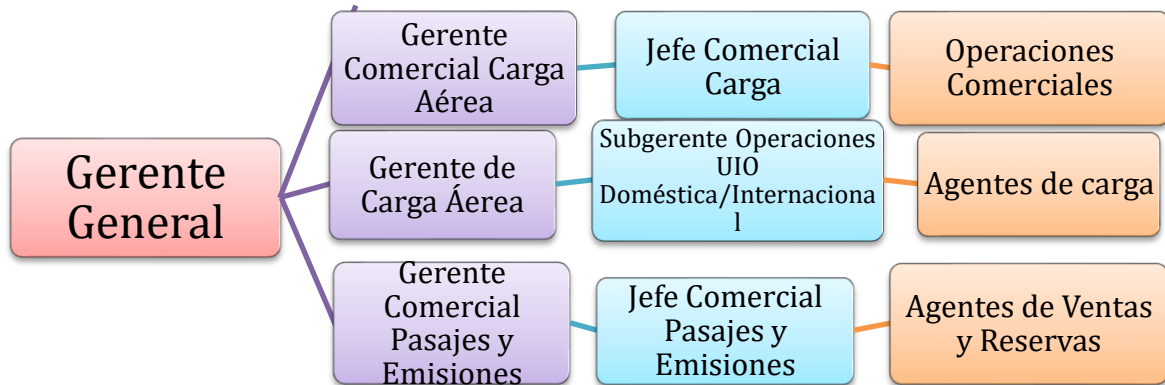 Gerente
General
Gerente
Comercial Carga
Aérea
Jefe Comercial
Carga
Operaciones
Comerciales
Gerente de
Carga Áerea
Subgerente Operaciones
UIO
Doméstica/Internaciona
l
Agentes de carga
Gerente
Comercial
Pasajes y
Emisiones
Jefe Comercial
Pasajes y
Emisiones
Agentes de Ventas
y Reservas